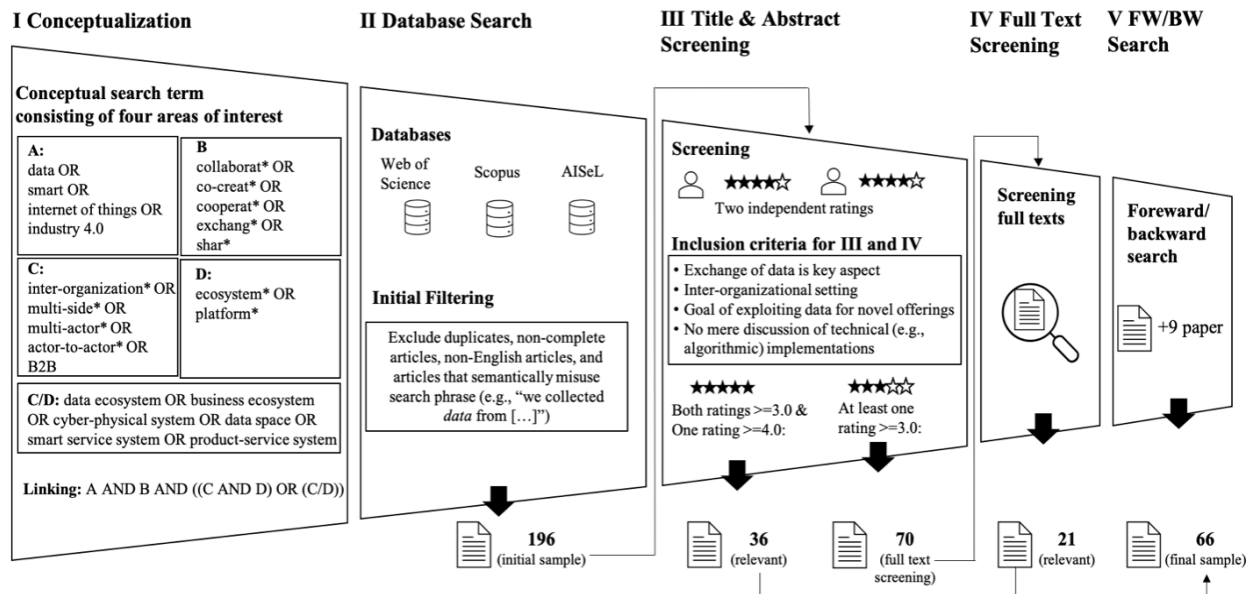 I Conceptualization
Conceptual search term
consisting of four areas of interest
A:
data OR
smart OR
internet of things OR
industry 4.0
B
collaborat* OR
co-creat* OR
cooperat* OR
exchang* OR
shar*
C:
inter-organization* OR
multi-side* OR
multi-actor* OR
actor-to-actor* OR
B2B
D:
ecosystem* OR
platform*
C/D: data ecosystem OR business ecosystem
OR cyber-physical system OR data space OR
smart service system OR product-service system
Linking: A AND B AND ((C AND D) OR (C/D))
II Database Search
Databases
Web of
Science
Scopus
AISeL
Initial Filtering
Exclude duplicates, non-complete
articles, non-English articles, and
articles that semantically misuse
search phrase (e.g., “we collected
data from […]”)
196
(initial sample)
III Title & Abstract
Screening
Screening
Two independent ratings
Inclusion criteria for III and IV
• Exchange of data is key aspect
• Inter-organizational setting
• Goal of exploiting data for novel offerings
• No mere discussion of technical (e.g.,
algorithmic) implementations
Both ratings >=3.0 &
One rating >=4.0:
At least one
rating >=3.0:
36
(relevant)
70
(full text
screening)
IV Full Text
Screening
Screening
full texts
21
(relevant)
V FW/BW
Search
Foreward/
backward
search
+9 paper
66
(final sample)